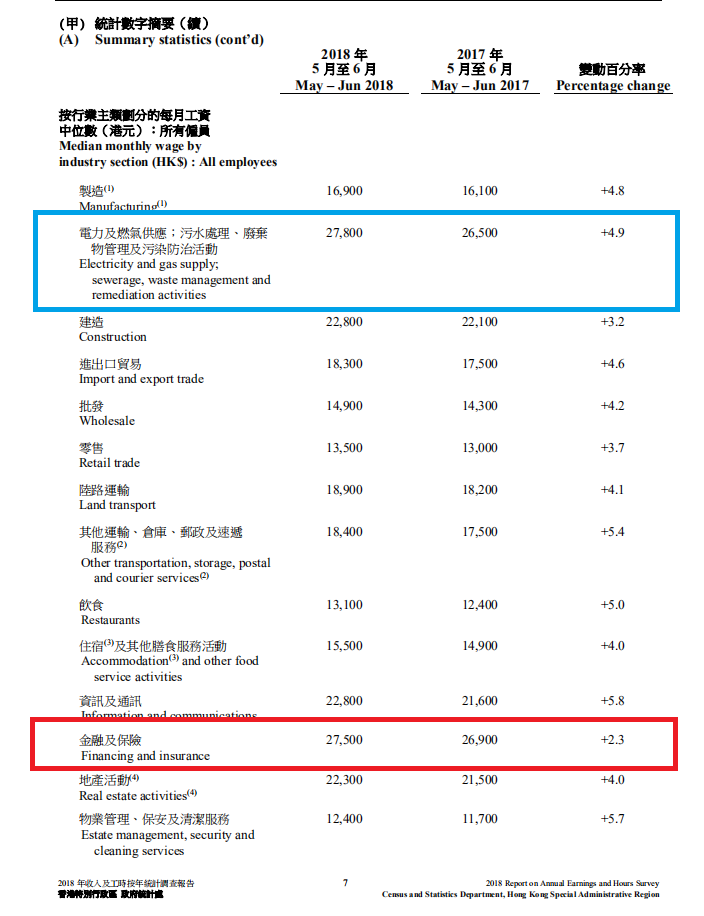 (甲) 統計數字摘要（續）
(A) Summary statistics (cont’d)
2018 年 2017 年
5 月至 6 月 5 月至 6 月 變動百分率
May – Jun 2018 May – Jun 2017 Percentage change
按行業主類劃分的每月工資
中位數（港元）：所有僱員
Median monthly wage by
industry section (HK$) : All employees
製造(1) 16,900 16,100 +4.8
Manufacturing(1)
電力及燃氣供應；污水處理、廢棄 27,800 26,500 +4.9
物管理及污染防治活動
Electricity and gas supply;
sewerage, waste management and
remediation activities
建造 22,800 22,100 +3.2
Construction
進出口貿易 18,300 17,500 +4.6
Import and export trade
批發 14,900 14,300 +4.2
Wholesale
零售 13,500 13,000 +3.7
Retail trade
陸路運輸 18,900 18,200 +4.1
Land transport
其他運輸、倉庫、郵政及速遞 18,400 17,500 +5.4
服務(2)
Other transportation, storage, postal
and courier services(2)
飲食 13,100 12,400 +5.0
Restaurants
住宿(3)及其他膳食服務活動 15,500 14,900 +4.0
Accommodation(3) and other food
service activities
資訊及通訊 22,800 21,600 +5.8
Information and communications
金融及保險 27,500 26,900 +2.3
Financing and insurance
地產活動(4) 22,300 21,500 +4.0
Real estate activities(4)
物業管理、保安及清潔服務 12,400 11,700 +5.7
Estate management, security and
cleaning services
2018 年收入及工時按年統計調查報告 7 2018 Report on Annual Earnings and Hours Survey
香港特別行政區 政府統計處 Census and Statistics Department, Hong Kong Special Administrative Region